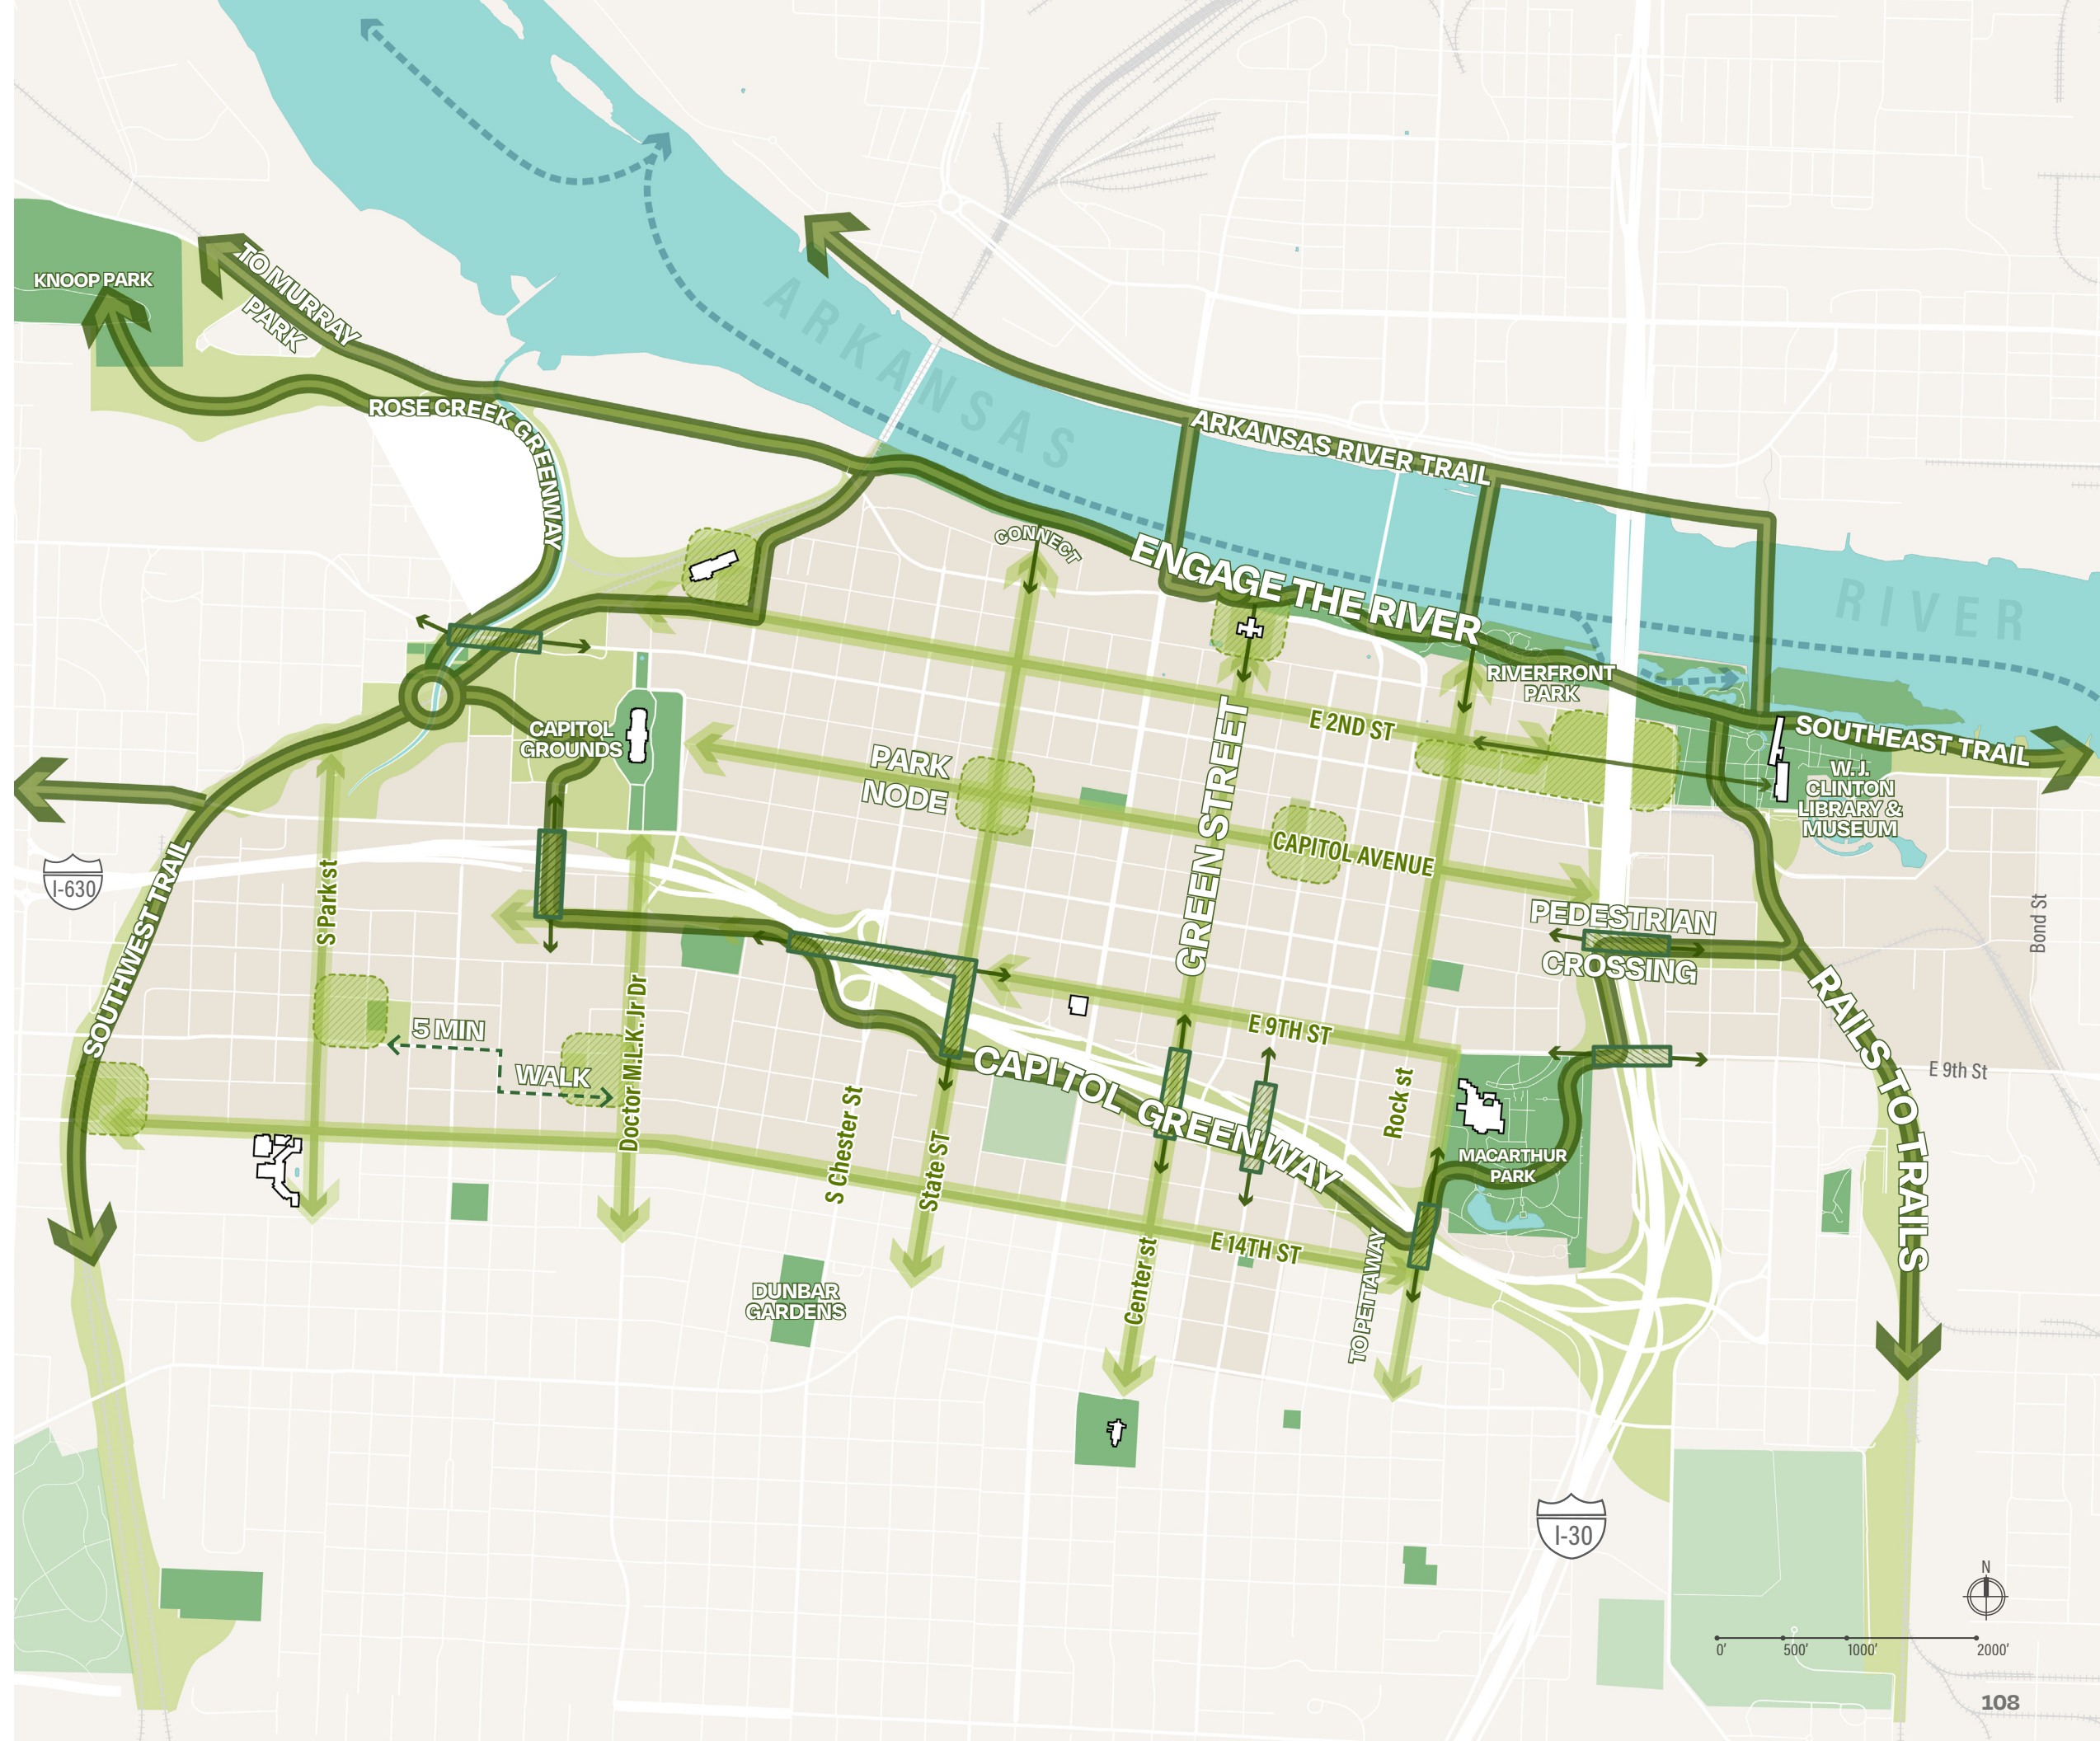 KNOOP PARK
TO MURRAY
PARK
ARKANSAS
RIVER
ROSE CREEK GREENWAY
ARKANSAS RIVER TRAIL
CONNECT
ENGAGE THE RIVER
RIVERFRONT
PARK
CAPITOL
GROUNDS
E 2ND ST
SOUTHEAST TRAIL
PARK
NODE
GREEN STREET
W.J.
CLINTON
LIBRARY &
MUSEUM
CAPITOL AVENUE
I-630
S Park st
SOUTHWEST TRAIL
PEDESTRIAN
CROSSING
Bond St
5 MIN
WALK
Doctor M.L.K. Jr Dr
E 9TH ST
RAILS TO TRAILS
E 9th St
CAPITOL GREENWAY
Rock st
S Chester St
State ST
MACARTHUR
PARK
E 14TH ST
Center st
TO PETTAWAY
DUNBAR
GARDENS
I-30
N
0' 500' 1000' 2000'
108